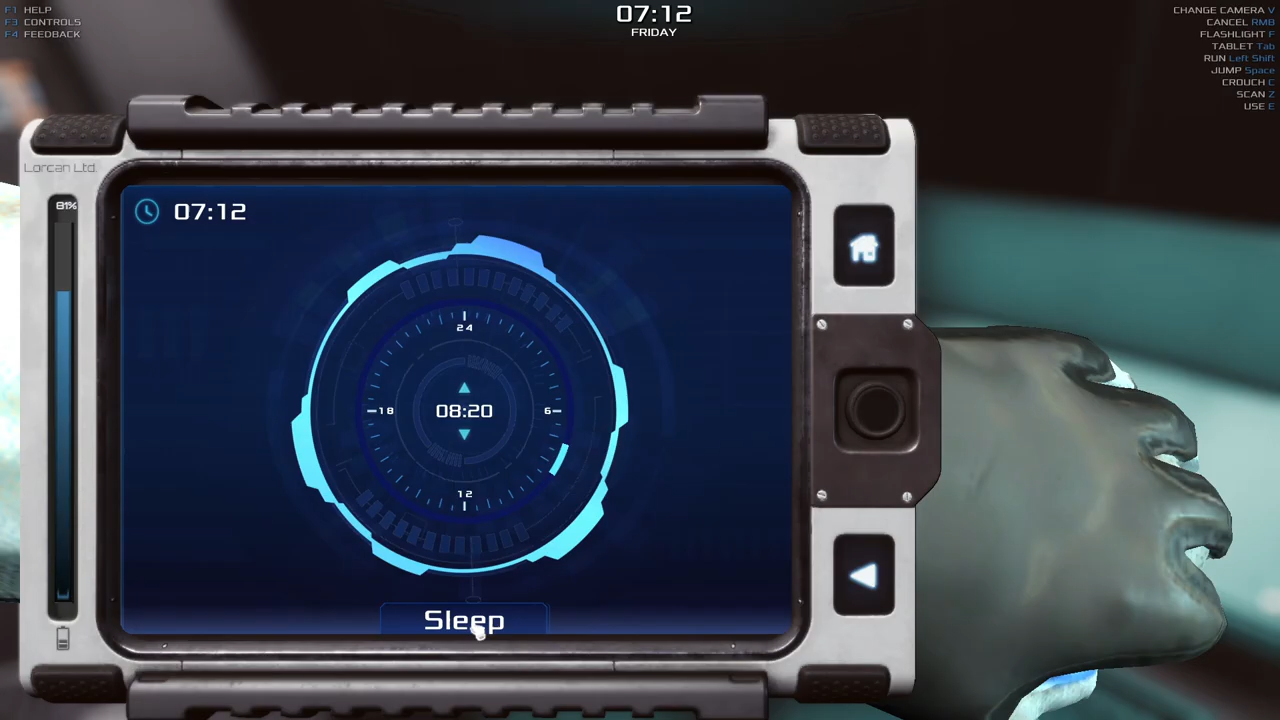 F1 HELP
F3 CONTROLS
F4 FEEDBACK
07:12
FRIDAY
CHANGE CAMERA V
CANCEL RMB
FLASHLIGHT F
TABLET Tab
RUN Left Shift
JUMP Space
CROUCH C
SCAN Z
USE E
Lorcan Ltd.
81%
07:12
24
18
08:20
6
12
Sleep